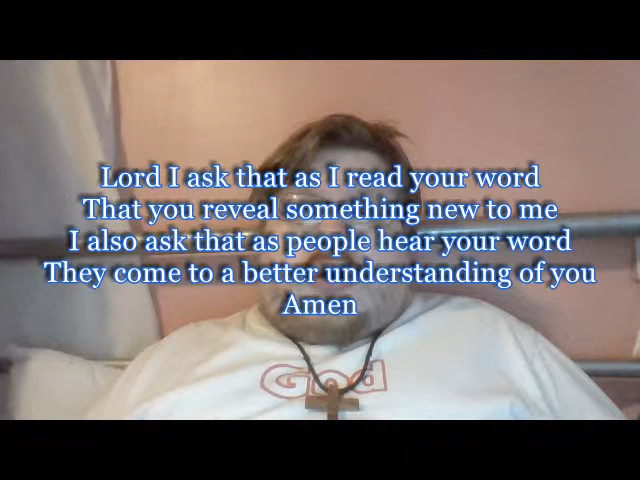 Lord I ask that as I read your word
That you reveal something new to me
I also ask that as people hear your word
They come to a better understanding of you
Amen
God